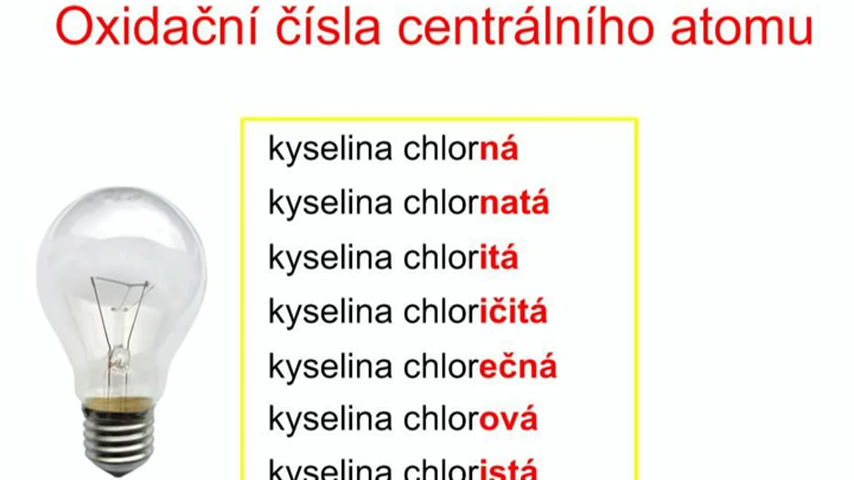 Oxidační čísla centrálního atomu
kyselina chlorná
kyselina chlornatá
kyselina chloritá
kyselina chloričitá
kyselina chlorečná
kyselina chlorová
kyselina chloristá